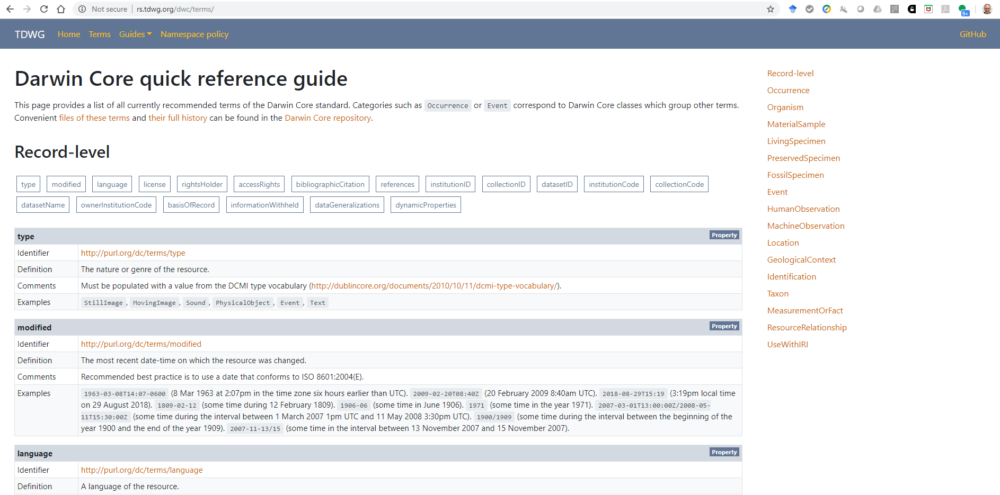 Not secure | rs.tdwg.org/dwc/terms/
9+
TDWG Home Terms Guides Namespace policy GitHub
Darwin Core quick reference guide
This page provides a list of all currently recommended terms of the Darwin Core standard. Categories such as Occurrence or Event correspond to Darwin Core classes which group other terms.
Convenient files of these terms and their full history can be found in the Darwin Core repository.
Record-level
type modified language license rightsHolder accessRights bibliographicCitation references institutionID collectionID datasetID institutionCode collectionCode
datasetName ownerInstitutionCode basisOfRecord informationWithheld dataGeneralizations dynamicProperties
type Property
Identifier http://purl.org/dc/terms/type
Definition The nature or genre of the resource.
Comments Must be populated with a value from the DCMI type vocabulary (http://dublincore.org/documents/2010/10/11/dcmi-type-vocabulary/).
Examples StillImage, MovingImage, Sound, PhysicalObject, Event, Text
modified Property
Identifier http://purl.org/dc/terms/modified
Definition The most recent date-time on which the resource was changed.
Comments Recommended best practice is to use a date that conforms to ISO 8601:2004(E).
Examples 1963-03-08T14:07-0600 (8 Mar 1963 at 2:07pm in the time zone six hours earlier than UTC). 2009-02-20T08:40Z (20 February 2009 8:40am UTC). 2018-08-29T15:19 (3:19pm local time
on 29 August 2018). 1809-02-12 (some time during 12 February 1809). 1906-06 (some time in June 1906). 1971 (some time in the year 1971). 2007-03-01T13:00:00Z/2008-05-
11T15:30:00Z (some time during the interval between 1 March 2007 1pm UTC and 11 May 2008 3:30pm UTC). 1900/1909 (some time during the interval between the beginning of the
year 1900 and the end of the year 1909). 2007-11-13/15 (some time in the interval between 13 November 2007 and 15 November 2007).
language Property
Identifier http://purl.org/dc/terms/language
Definition A language of the resource.
Record-level
Occurrence
Organism
MaterialSample
LivingSpecimen
PreservedSpecimen
FossilSpecimen
Event
HumanObservation
MachineObservation
Location
GeologicalContext
Identification
Taxon
MeasurementOrFact
ResourceRelationship
UseWithIRI